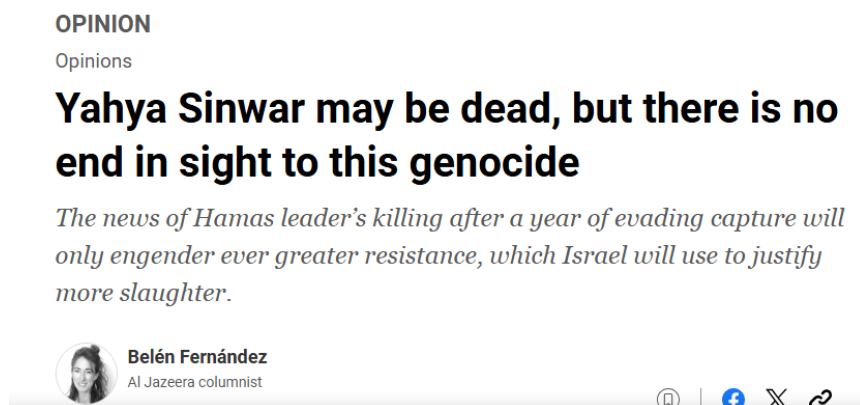 OPINION
Opinions
Yahya Sinwar may be dead, but there is no
end in sight to this genocide
The news of Hamas leader’s killing after a year of evading capture will
only engender ever greater resistance, which Israel will use to justify
more slaughter.
Belén Fernández
Al Jazeera columnist